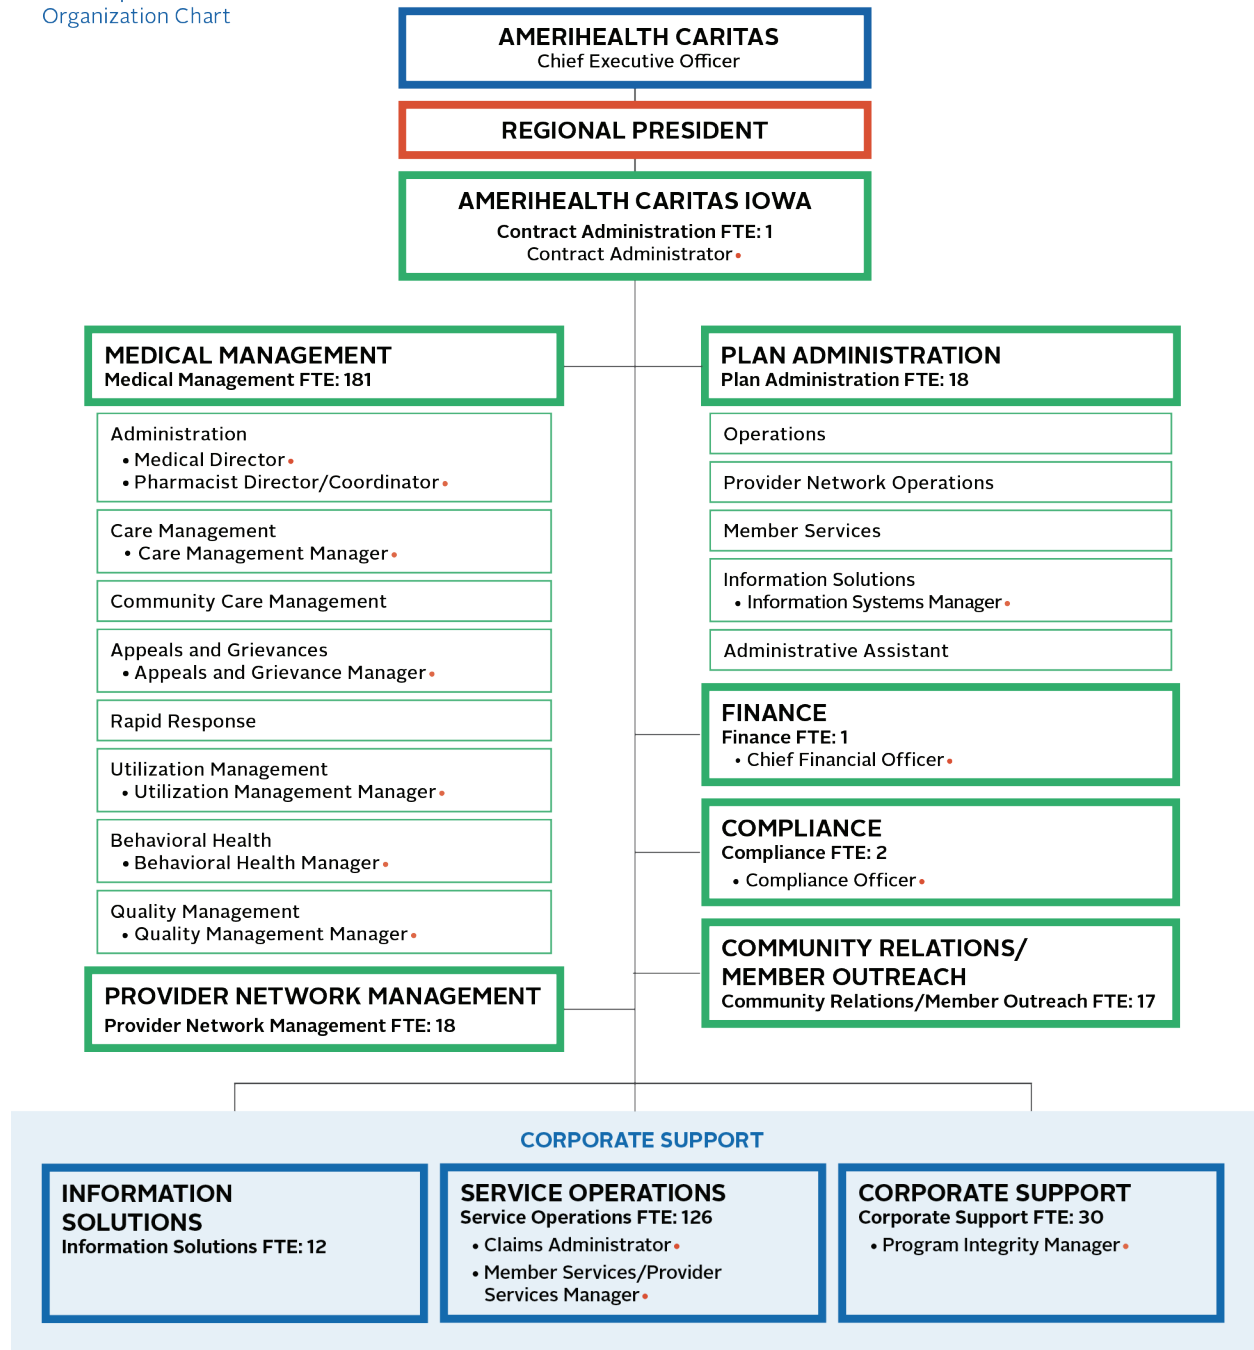 Organization Chart
AMERIHEALTH CARITAS
Chief Executive Officer
REGIONAL PRESIDENT
AMERIHEALTH CARITAS IOWA
Contract Administration FTE: 1
Contract Administrator•
MEDICAL MANAGEMENT
Medical Management FTE: 181
Administration
• Medical Director•
• Pharmacist Director/Coordinator•
Care Management
• Care Management Manager•
Community Care Management
Appeals and Grievances
• Appeals and Grievance Manager•
Rapid Response
Utilization Management
• Utilization Management Manager•
Behavioral Health
• Behavioral Health Manager•
Quality Management
• Quality Management Manager•
PROVIDER NETWORK MANAGEMENT
Provider Network Management FTE: 18
PLAN ADMINISTRATION
Plan Administration FTE: 18
Operations
Provider Network Operations
Member Services
Information Solutions
• Information Systems Manager•
Administrative Assistant
FINANCE
Finance FTE: 1
• Chief Financial Officer•
COMPLIANCE
Compliance FTE: 2
• Compliance Officer•
COMMUNITY RELATIONS/
MEMBER OUTREACH
Community Relations/Member Outreach FTE: 17
CORPORATE SUPPORT
INFORMATION
SOLUTIONS
Information Solutions FTE: 12
SERVICE OPERATIONS
Service Operations FTE: 126
• Claims Administrator•
• Member Services/Provider
Services Manager•
CORPORATE SUPPORT
Corporate Support FTE: 30
• Program Integrity Manager•